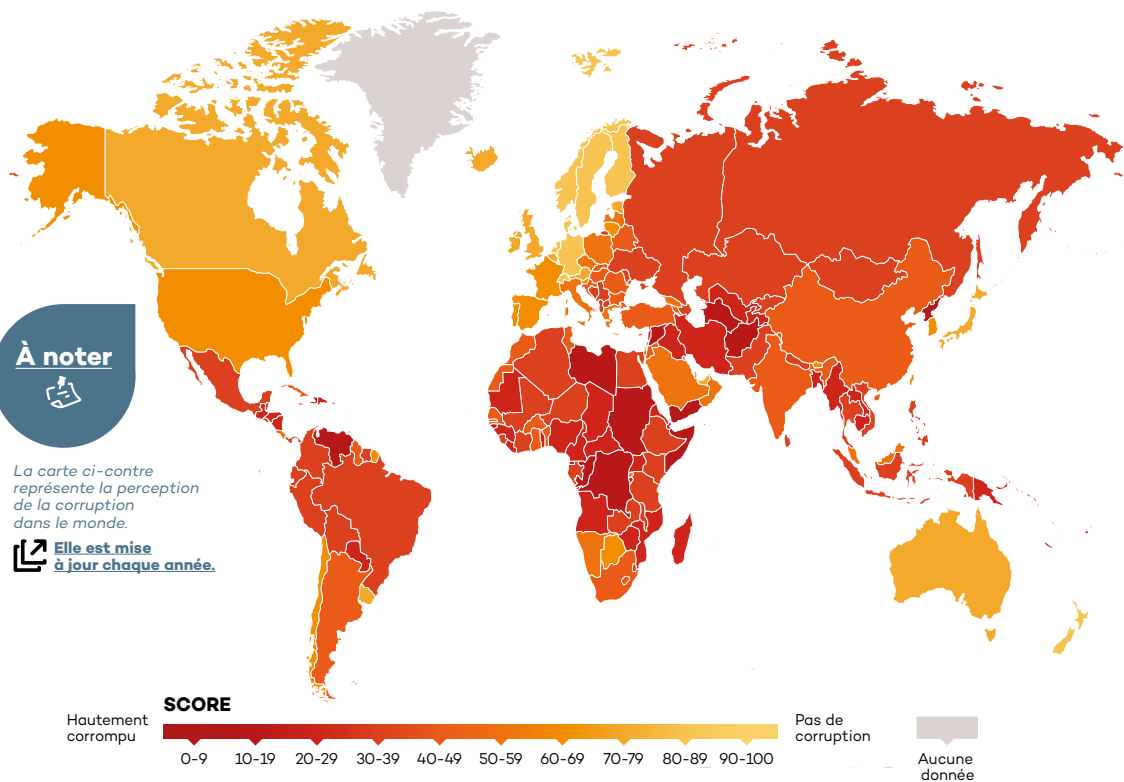 À noter
La carte ci-contre
représente la perception
de la corruption
dans le monde.
Elle est mise
à jour chaque année.
SCORE
Hautement
corrompu
0-9 10-19 20-29 30-39 40-49 50-59 60-69 70-79 80-89 90-100
Pas de
corruption
Aucune
donnée